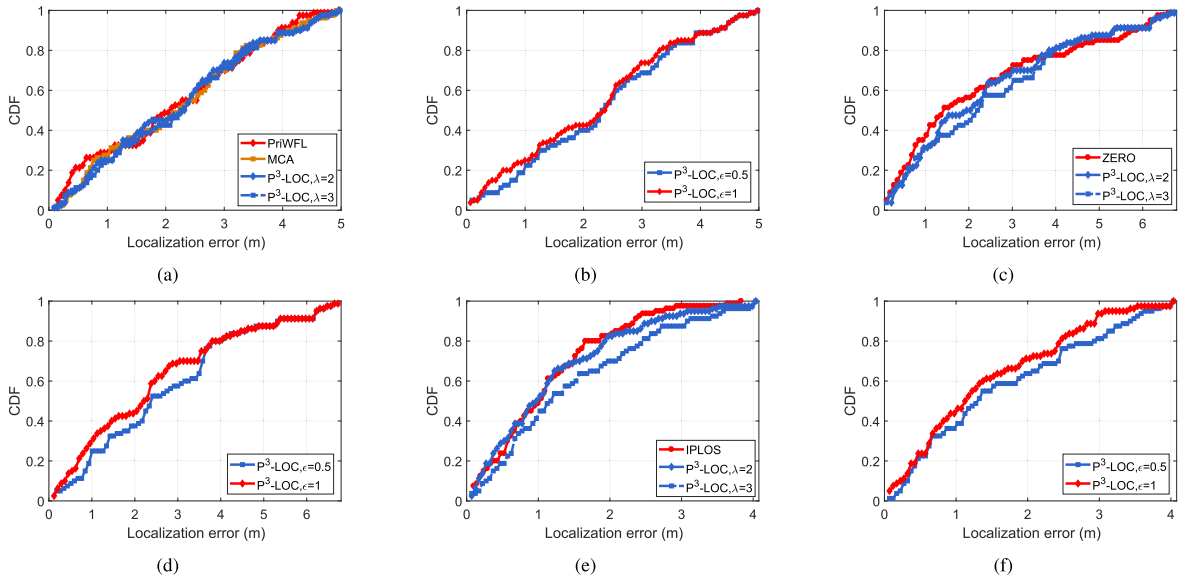 1
0.8
0.6
0.4
0.2
0
CDF
PriWFL
MCA
P³-LOC,λ=2
P³-LOC,λ=3
0 1 2 3 4 5
Localization error (m)
(a)
1
0.8
0.6
0.4
0.2
0
CDF
P³-LOC,ϵ=0.5
P³-LOC,ϵ=1
0 1 2 3 4 5
Localization error (m)
(b)
1
0.8
0.6
0.4
0.2
0
CDF
ZERO
P³-LOC,λ=2
P³-LOC,λ=3
1 2 3 4 5 6
Localization error (m)
(c)
1
0.8
0.6
0.4
0.2
0
CDF
P³-LOC,ϵ=0.5
P³-LOC,ϵ=1
0 1 2 3 4 5 6
Localization error (m)
(d)
1
0.8
0.6
0.4
0.2
0
CDF
IPLOS
P³-LOC,λ=2
P³-LOC,λ=3
0 1 2 3 4
Localization error (m)
(e)
1
0.8
0.6
0.4
0.2
0
CDF
P³-LOC,ϵ=0.5
P³-LOC,ϵ=1
0 1 2 3 4
Localization error (m)
(f)